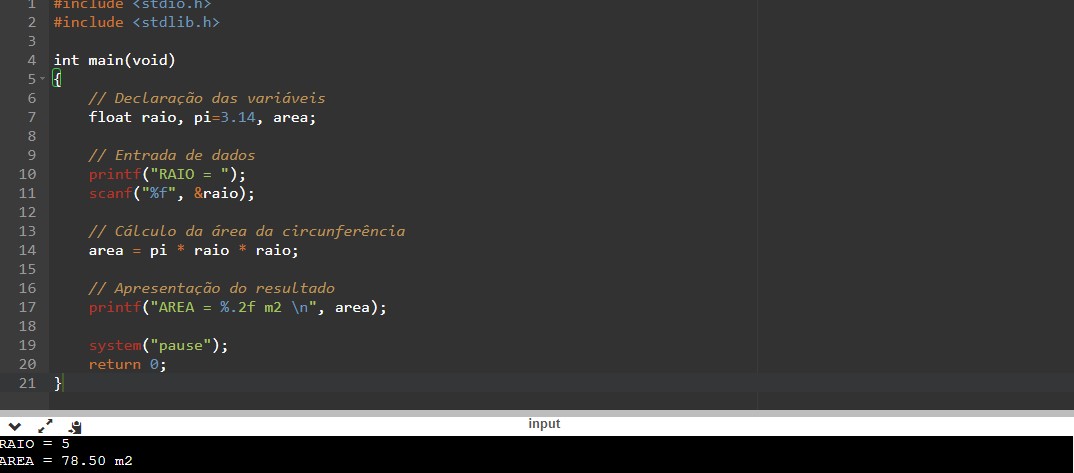 1 #include <stdio.h>
2 #include <stdlib.h>
3
4 int main(void)
5 {
6 // Declaração das variáveis
7 float raio, pi=3.14, area;
8
9 // Entrada de dados
10 printf("RAIO = ");
11 scanf("%f", &raio);
12
13 // Cálculo da área da circunferência
14 area = pi * raio * raio;
15
16 // Apresentação do resultado
17 printf("AREA = %.2f m2 \n", area);
18
19 system("pause");
20 return 0;
21 }
input
RAIO = 5
AREA = 78.50 m2